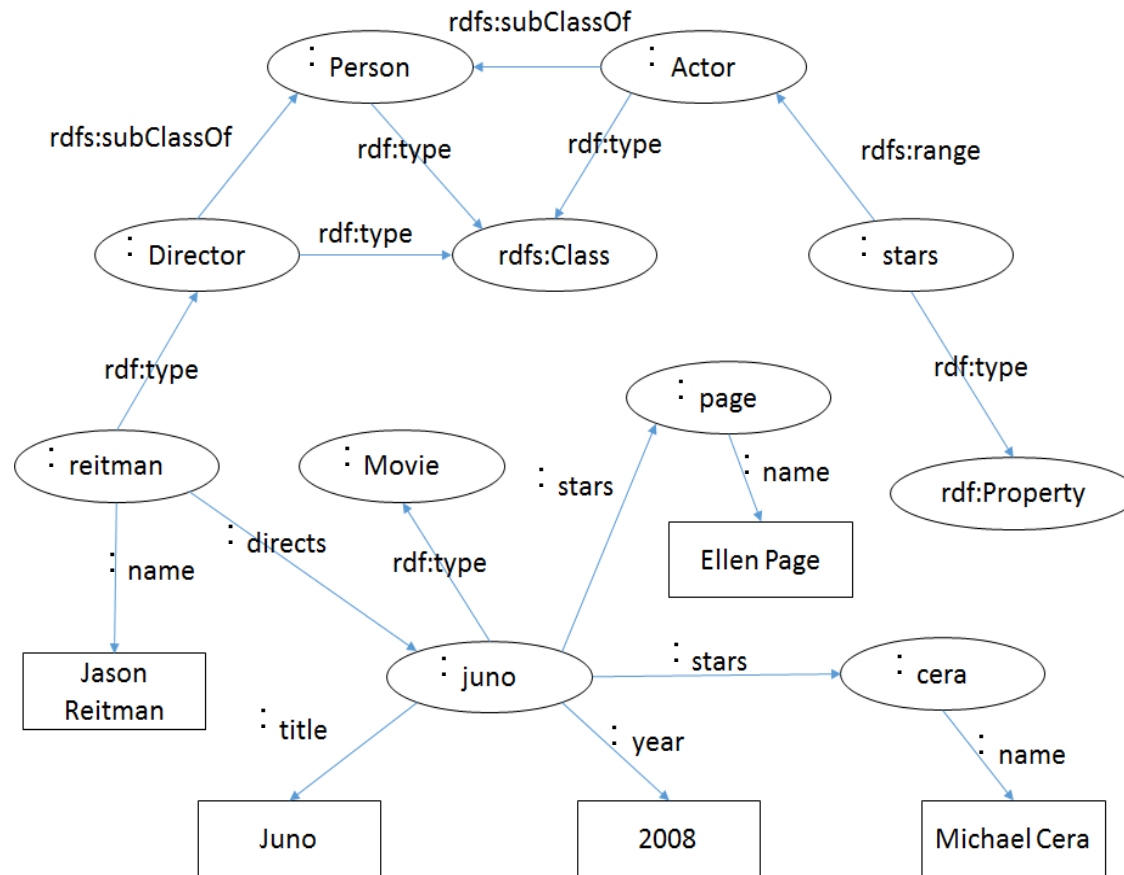 rdfs:subClassOf
: Person
: Actor
rdfs:subClassOf
rdf:type
rdf:type
rdfs:range
: Director
rdf:type
rdfs:Class
: stars
rdf:type
rdf:type
: page
: reitman
: Movie
: stars
: name
rdf:Property
: directs
rdf:type
Ellen Page
: name
: juno
: stars
: cera
Jason
Reitman
: title
: year
: name
Juno
2008
Michael Cera